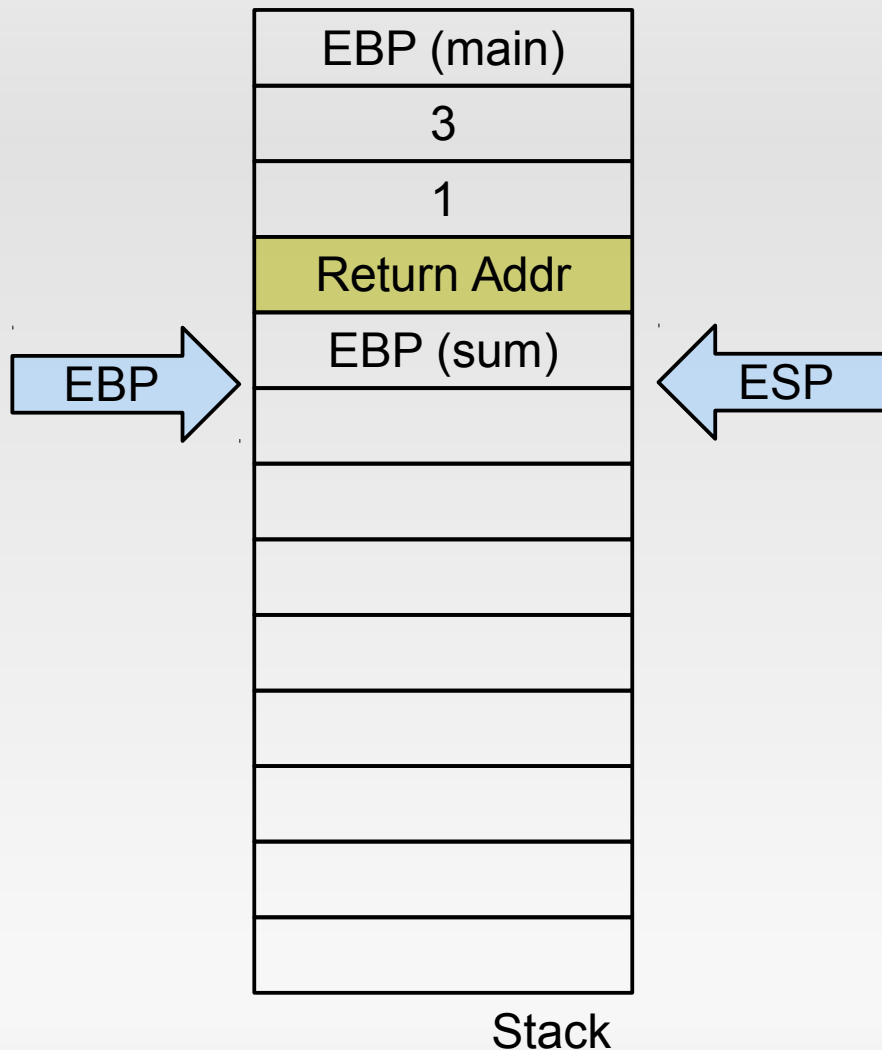 EBP (main)
3
1
Return Addr
EBP (sum)
EBP
ESP
Stack